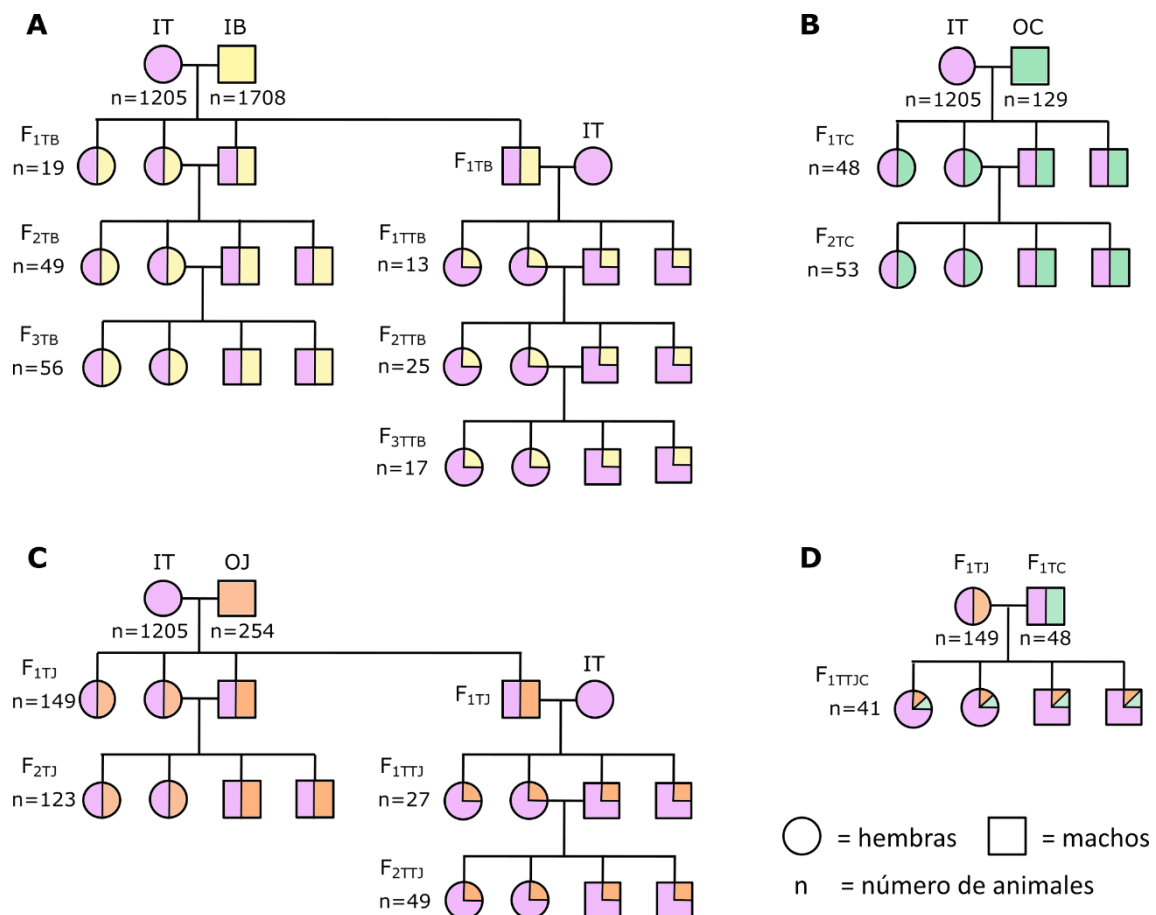 A
IT IB
n=1205 n=1708
F1TB
n=19
F1TB
IT
F2TB
n=49
F1TTB
n=13
F3TB
n=56
F2TTB
n=25
F3TTB
n=17
B
IT OC
n=1205 n=129
F1TC
n=48
F2TC
n=53
C
IT OJ
n=1205 n=254
F1TJ
n=149
F1TJ
IT
F2TJ
n=123
F1TTJ
n=27
F2TTJ
n=49
D
F1TJ F1TC
n=149 n=48
F1TTJC
n=41
= hembras = machos
n = número de animales